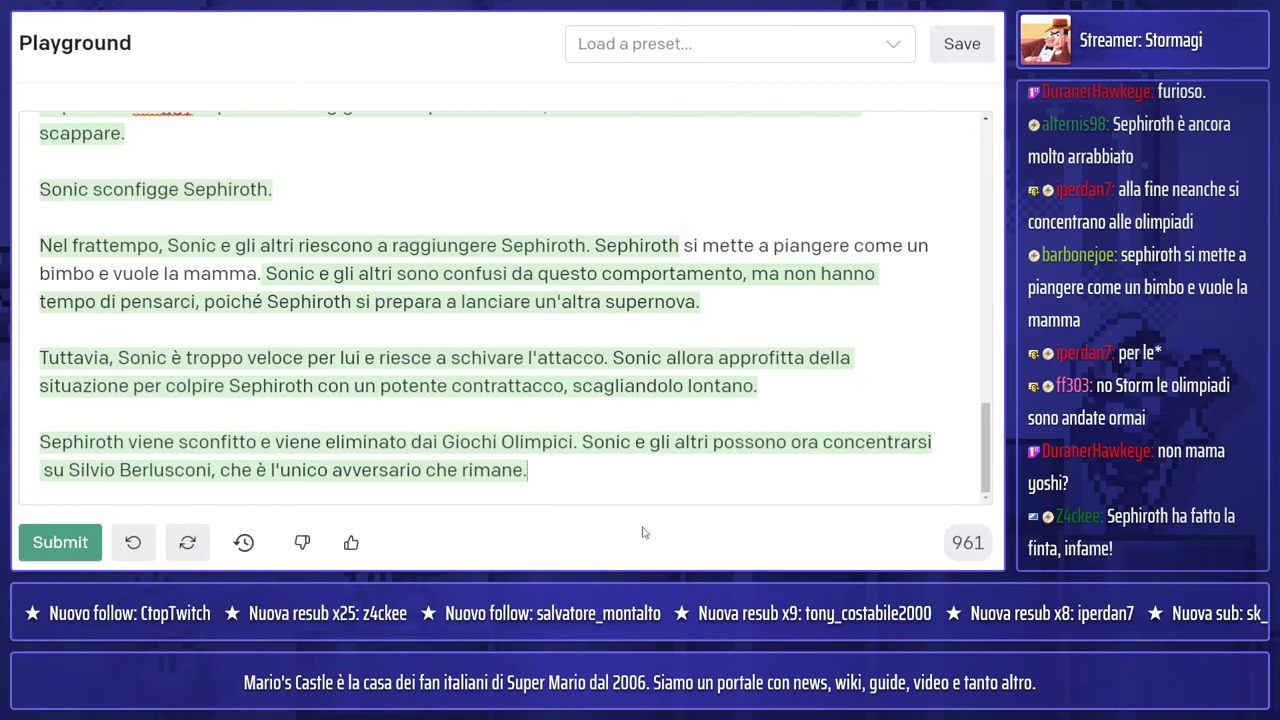 Playground
Load a preset...
Save
scappare.
Sonic sconfigge Sephiroth.
Nel frattempo, Sonic e gli altri riescono a raggiungere Sephiroth. Sephiroth si mette a piangere come un
bimbo e vuole la mamma. Sonic e gli altri sono confusi da questo comportamento, ma non hanno
tempo di pensarci, poiché Sephiroth si prepara a lanciare un'altra supernova.
Tuttavia, Sonic è troppo veloce per lui e riesce a schivare l'attacco. Sonic allora approfitta della
situazione per colpire Sephiroth con un potente contrattacco, scagliandolo lontano.
Sephiroth viene sconfitto e viene eliminato dai Giochi Olimpici. Sonic e gli altri possono ora concentrarsi
su Silvio Berlusconi, che è l'unico avversario che rimane.
Submit
961
Streamer: Stormagi
DuranerHawkeye: furioso.
alternis98: Sephiroth è ancora
molto arrabbiato
iperdan7: alla fine neanche si
concentrano alle olimpiadi
barbonejoe: sephiroth si mette a
piangere come un bimbo e vuole la
mamma
iperdan7: per le*
ff303: no Storm le olimpiadi
sono andate ormai
DuranerHawkeye: non mama
yoshi?
Z4ckee: Sephiroth ha fatto la
finta, infame!
★ Nuovo follow: CtopTwitch ★ Nuova resub x25: z4ckee ★ Nuovo follow: salvatore_montalto ★ Nuova resub x9: tony_costabile2000 ★ Nuova resub x8: iperdan7 ★ Nuova sub: sk_
Mario's Castle è la casa dei fan italiani di Super Mario dal 2006. Siamo un portale con news, wiki, guide, video e tanto altro.